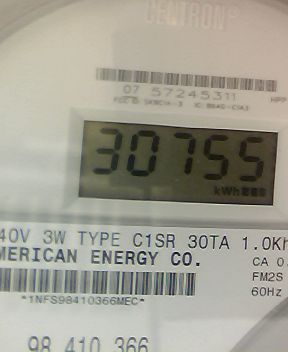 CENTRON®
07 57245311
30755
kWh
40V 3W TYPE C1SR 30TA 1.0Kh
MERICAN ENERGY CO.
CA 0.
FM2S
60Hz
*1NFS98410366MEC*
98 410 366